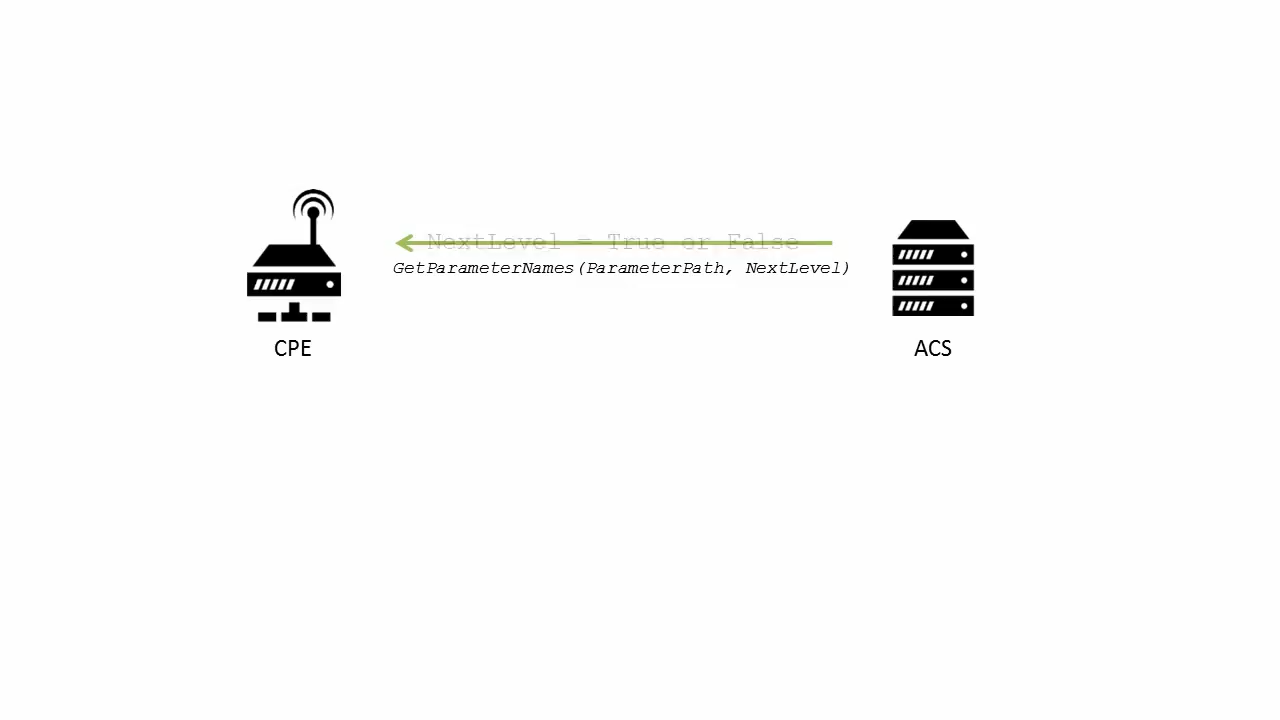 NextLevel = True or False
GetParameterNames(ParameterPath, NextLevel)
CPE
ACS